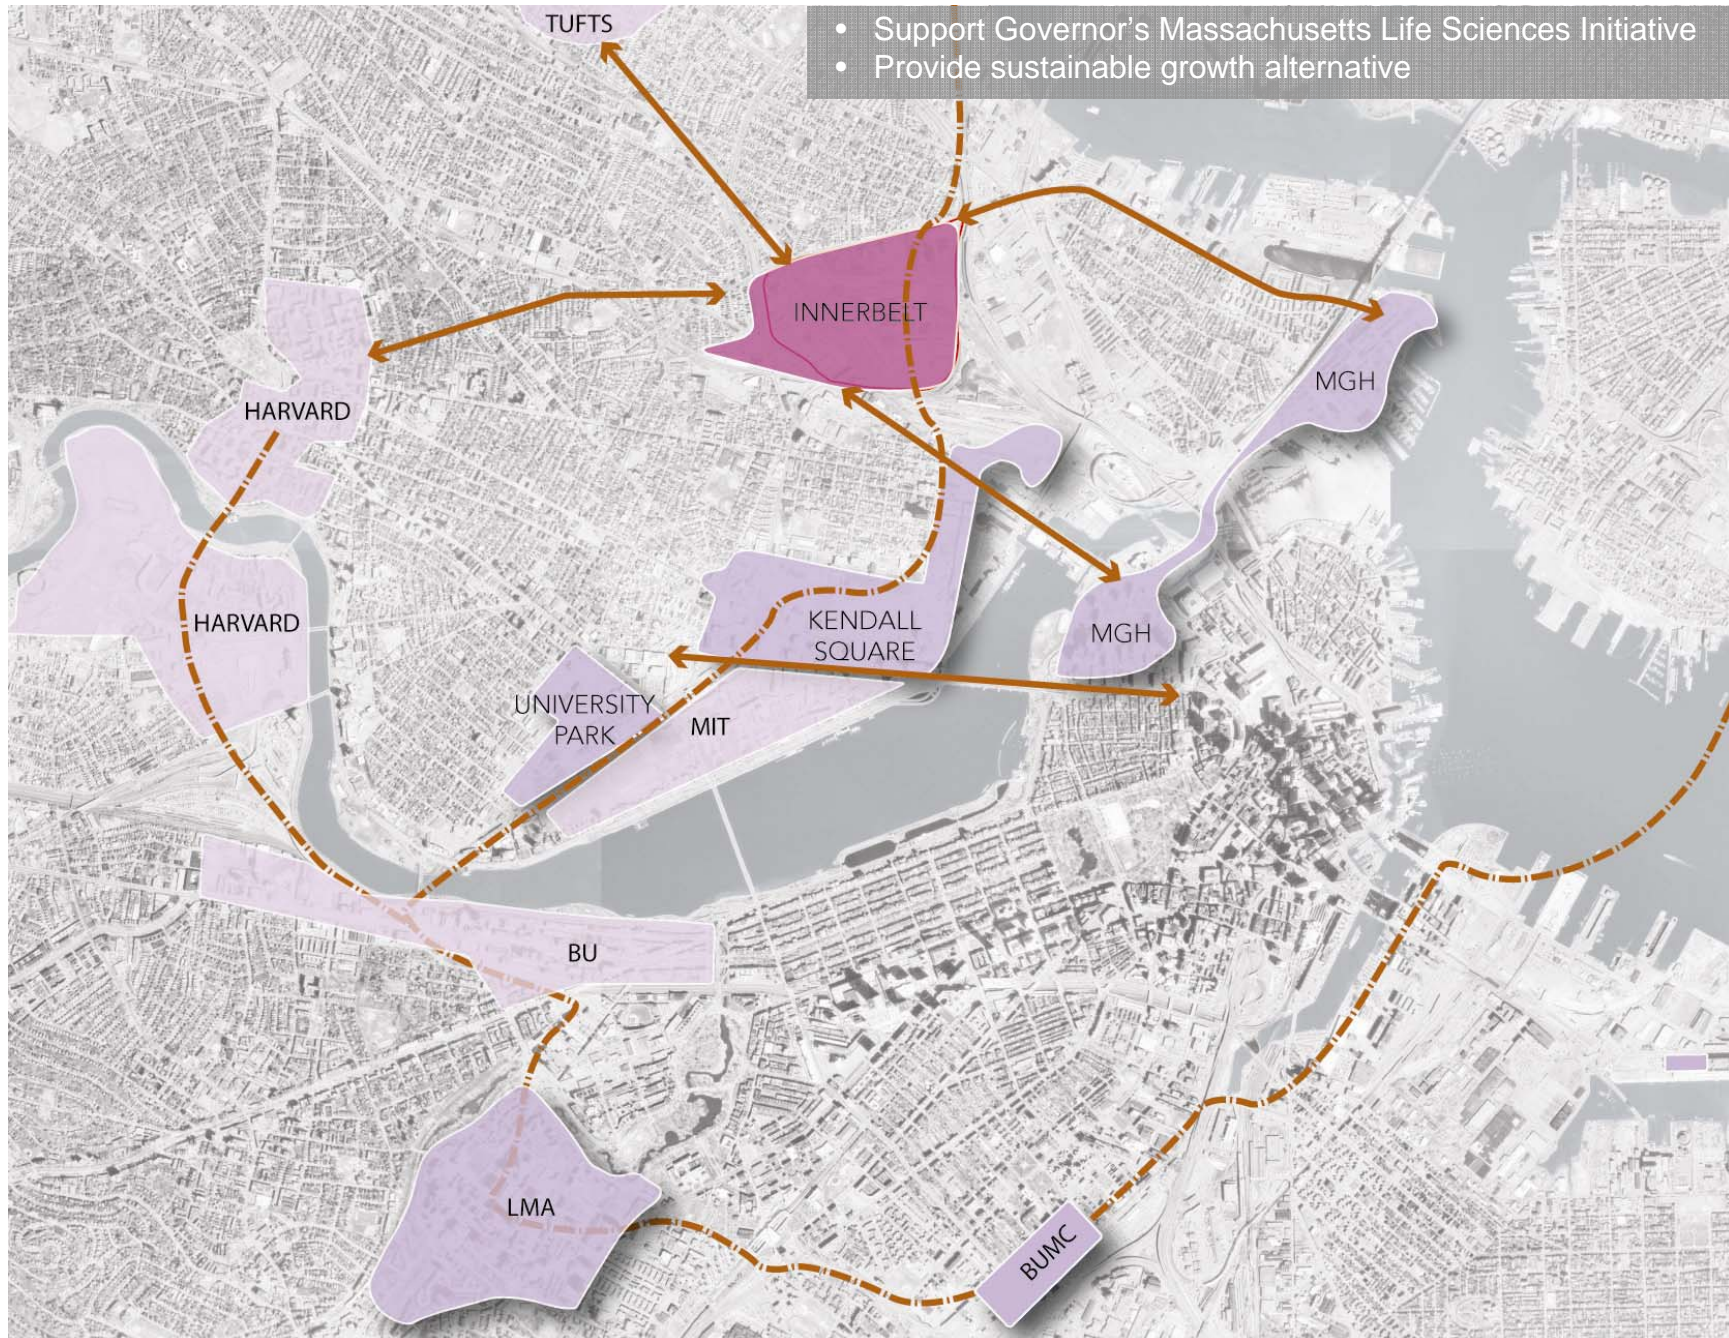 TUFTS
• Support Governor’s Massachusetts Life Sciences Initiative
• Provide sustainable growth alternative
INNERBELT
MGH
HARVARD
HARVARD
KENDALL
SQUARE
MGH
UNIVERSITY
PARK
MIT
BU
LMA
BUMC